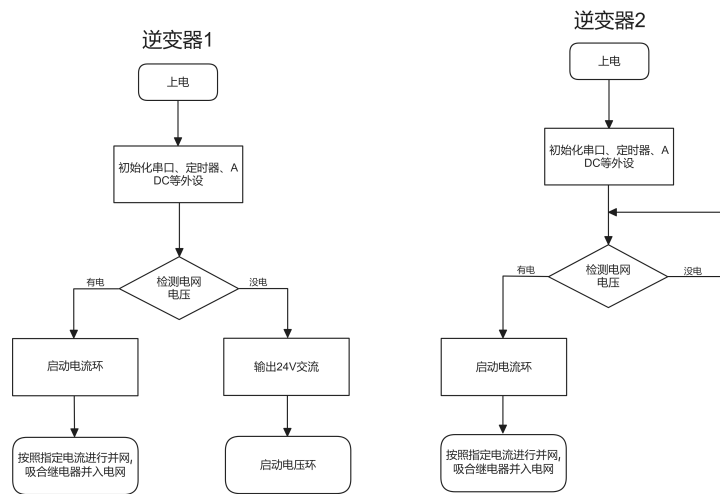 逆变器1
上电
初始化串口、定时器、A
DC等外设
检测电网
电压
有电
没电
启动电流环
输出24V交流
按照指定电流进行并网,
吸合继电器并入电网
启动电压环
逆变器2
上电
初始化串口、定时器、A
DC等外设
检测电网
电压
有电
没电
启动电流环
按照指定电流进行并网,
吸合继电器并入电网